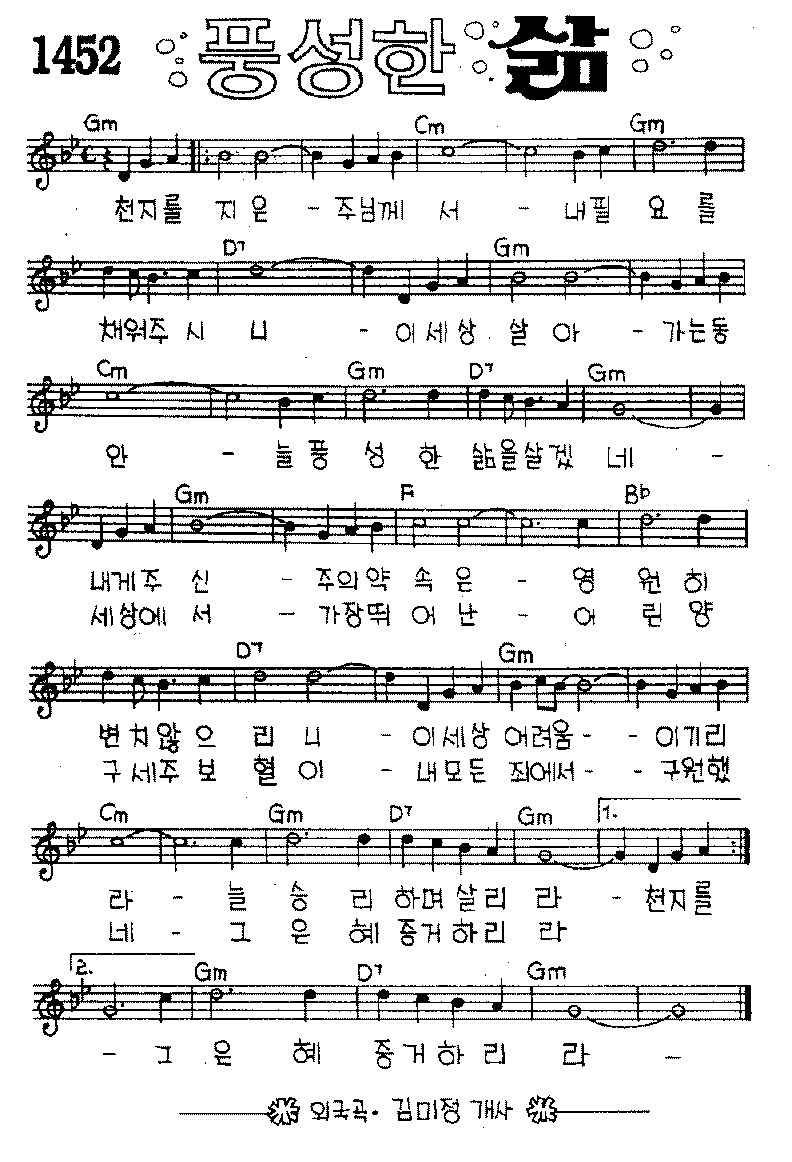 1452 풍성한 삶
Gm Cm Gm
천지를 지은 - 주님께 서 - 내필 요 를
D7 Gm
채워주 시 니 - 이세상 살 아 - 가는동
Cm Gm D7 Gm
안 - 늘풍 성 한 삶을살겠 네 -
Gm F Bb
내게주 신 - 주의약 속 은 - 영 원 히
세상에 서 - 가장뛰 어 난 - 어 린 양
D7 Gm
변치않으 리 니 - 이세상 어려움 - - 이기리
구세주보 혈 이 - 내모든 죄에서 - - 구원했
Cm Gm D7 Gm 1.
라 - 늘 승 리 하며살리 라 - 천지를
네 - 그 은 혜 증거하리 라
2. Gm D7 Gm
- 그 은 혜 증거하 리 라 -
외국곡 · 김미정 개사